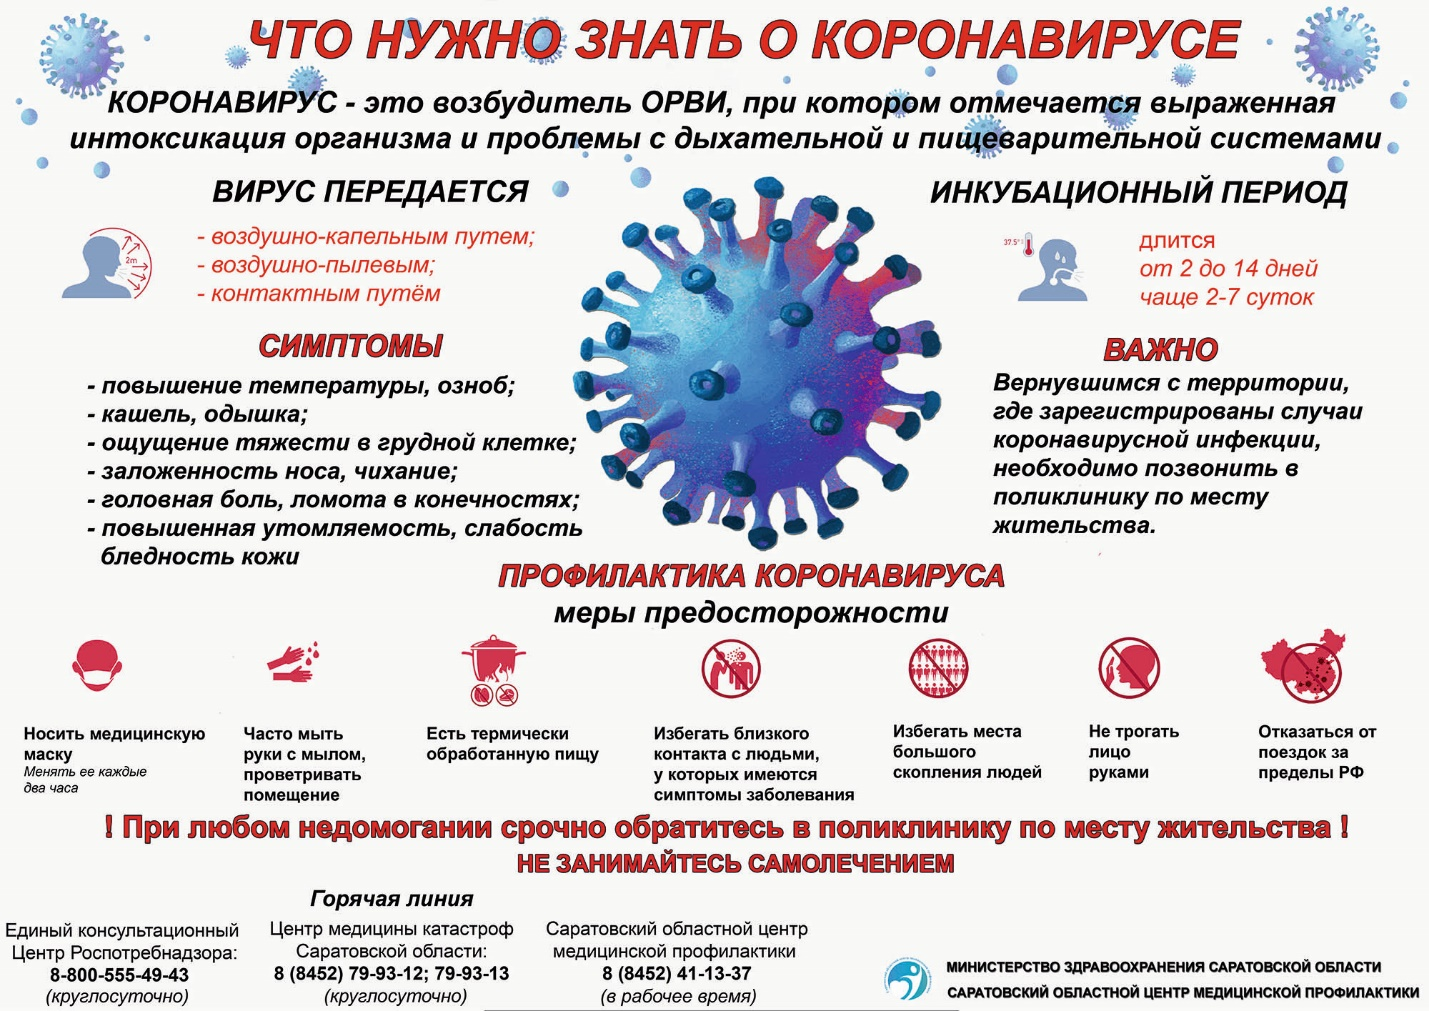 ЧТО НУЖНО ЗНАТЬ О КОРОНАВИРУСЕ
КОРОНАВИРУС - это возбудитель ОРВИ, при котором отмечается выраженная
интоксикация организма и проблемы с дыхательной и пищеварительной системами
ВИРУС ПЕРЕДАЕТСЯ
2m
- воздушно-капельным путем;
- воздушно-пылевым;
- контактным путём
ИНКУБАЦИОННЫЙ ПЕРИОД
37.5°
длится
от 2 до 14 дней
чаще 2-7 суток
СИМПТОМЫ
- повышение температуры, озноб;
- кашель, одышка;
- ощущение тяжести в грудной клетке;
- заложенность носа, чихание;
- головная боль, ломота в конечностях;
- повышенная утомляемость, слабость
бледность кожи
ВАЖНО
Вернувшимся с территории,
где зарегистрированы случаи
коронавирусной инфекции,
необходимо позвонить в
поликлинику по месту
жительства.
ПРОФИЛАКТИКА КОРОНАВИРУСА
меры предосторожности
Носить медицинскую
маску
Менять ее каждые
два часа
Часто мыть
руки с мылом,
проветривать
помещение
Есть термически
обработанную пищу
Избегать близкого
контакта с людьми,
у которых имеются
симптомы заболевания
Избегать места
большого
скопления людей
Не трогать
лицо
руками
Отказаться от
поездок за
пределы РФ
! При любом недомогании срочно обратитесь в поликлинику по месту жительства !
НЕ ЗАНИМАЙТЕСЬ САМОЛЕЧЕНИЕМ
Горячая линия
Единый консультационный
Центр Роспотребнадзора:
8-800-555-49-43
(круглосуточно)
Центр медицины катастроф
Саратовской области:
8 (8452) 79-93-12; 79-93-13
(круглосуточно)
Саратовский областной центр
медицинской профилактики
8 (8452) 41-13-37
(в рабочее время)
МИНИСТЕРСТВО ЗДРАВООХРАНЕНИЯ САРАТОВСКОЙ ОБЛАСТИ
САРАТОВСКИЙ ОБЛАСТНОЙ ЦЕНТР МЕДИЦИНСКОЙ ПРОФИЛАКТИКИ